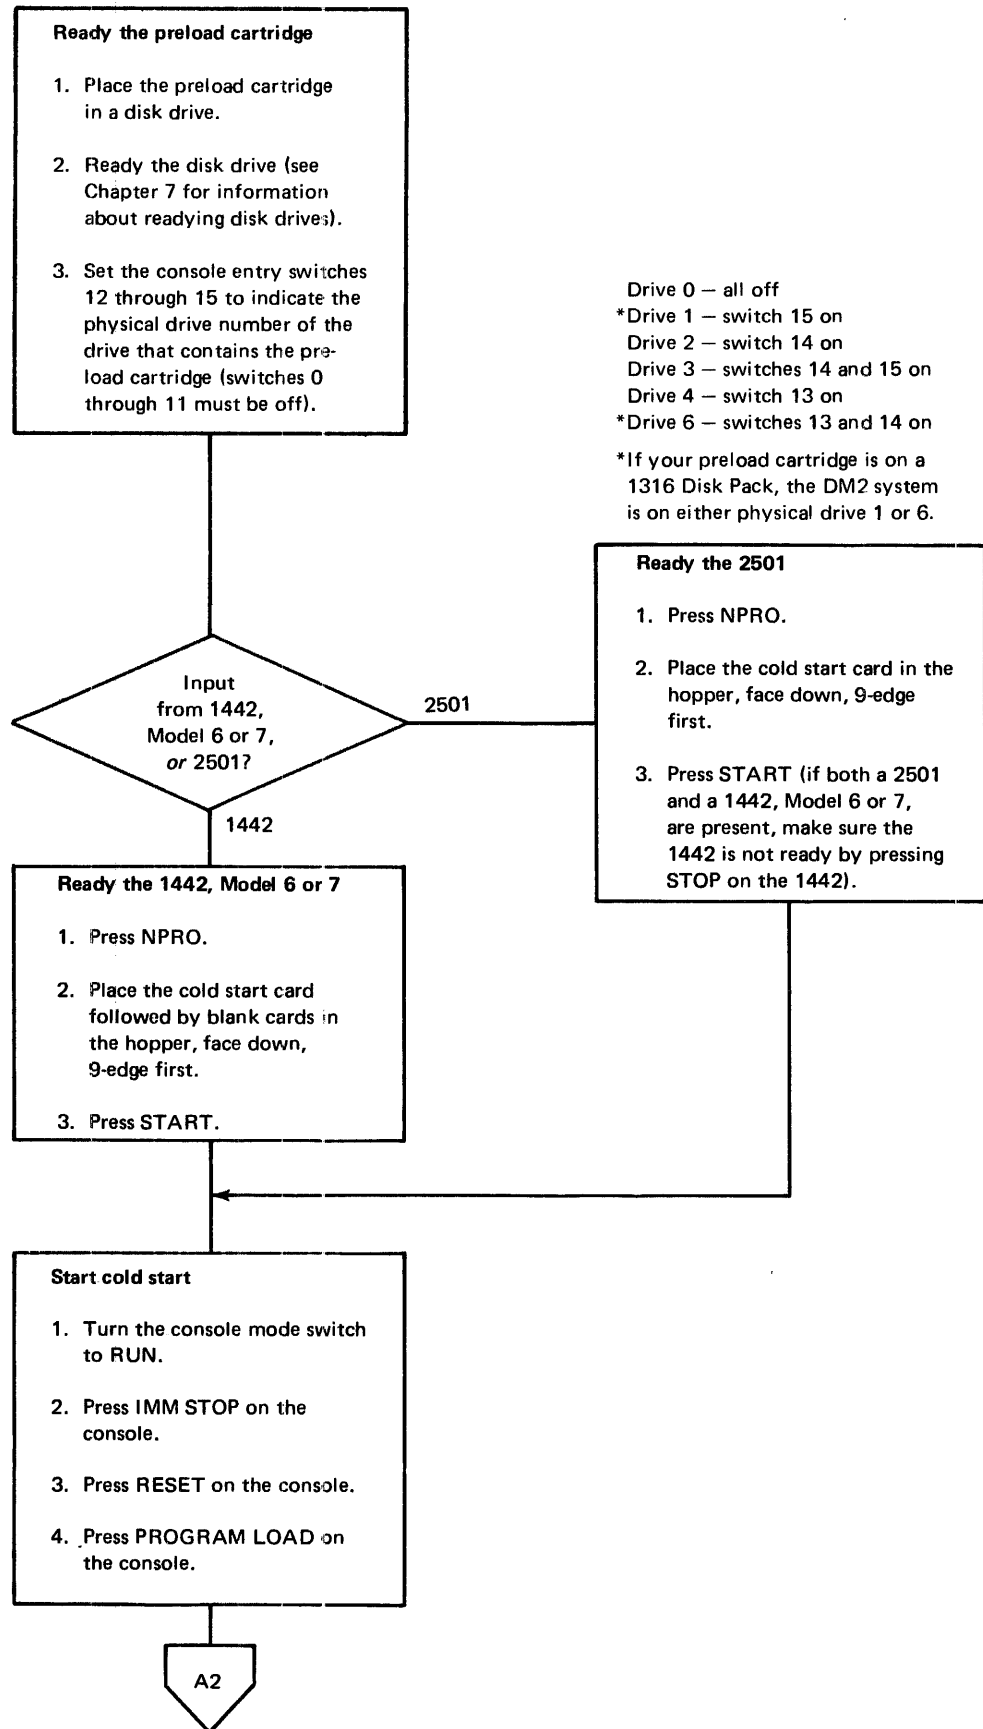 Ready the preload cartridge
1. Place the preload cartridge
in a disk drive.
2. Ready the disk drive (see
Chapter 7 for information
about readying disk drives).
3. Set the console entry switches
12 through 15 to indicate the
physical drive number of the
drive that contains the pre-
load cartridge (switches 0
through 11 must be off).
Drive 0 — all off
*Drive 1 — switch 15 on
Drive 2 — switch 14 on
Drive 3 — switches 14 and 15 on
Drive 4 — switch 13 on
*Drive 6 — switches 13 and 14 on
*If your preload cartridge is on a
1316 Disk Pack, the DM2 system
is on either physical drive 1 or 6.
Input
from 1442,
Model 6 or 7,
or 2501?
2501
1442
Ready the 2501
1. Press NPRO.
2. Place the cold start card in the
hopper, face down, 9-edge
first.
3. Press START (if both a 2501
and a 1442, Model 6 or 7,
are present, make sure the
1442 is not ready by pressing
STOP on the 1442).
Ready the 1442, Model 6 or 7
1. Press NPRO.
2. Place the cold start card
followed by blank cards in
the hopper, face down,
9-edge first.
3. Press START.
Start cold start
1. Turn the console mode switch
to RUN.
2. Press IMM STOP on the
console.
3. Press RESET on the console.
4. Press PROGRAM LOAD on
the console.
A2